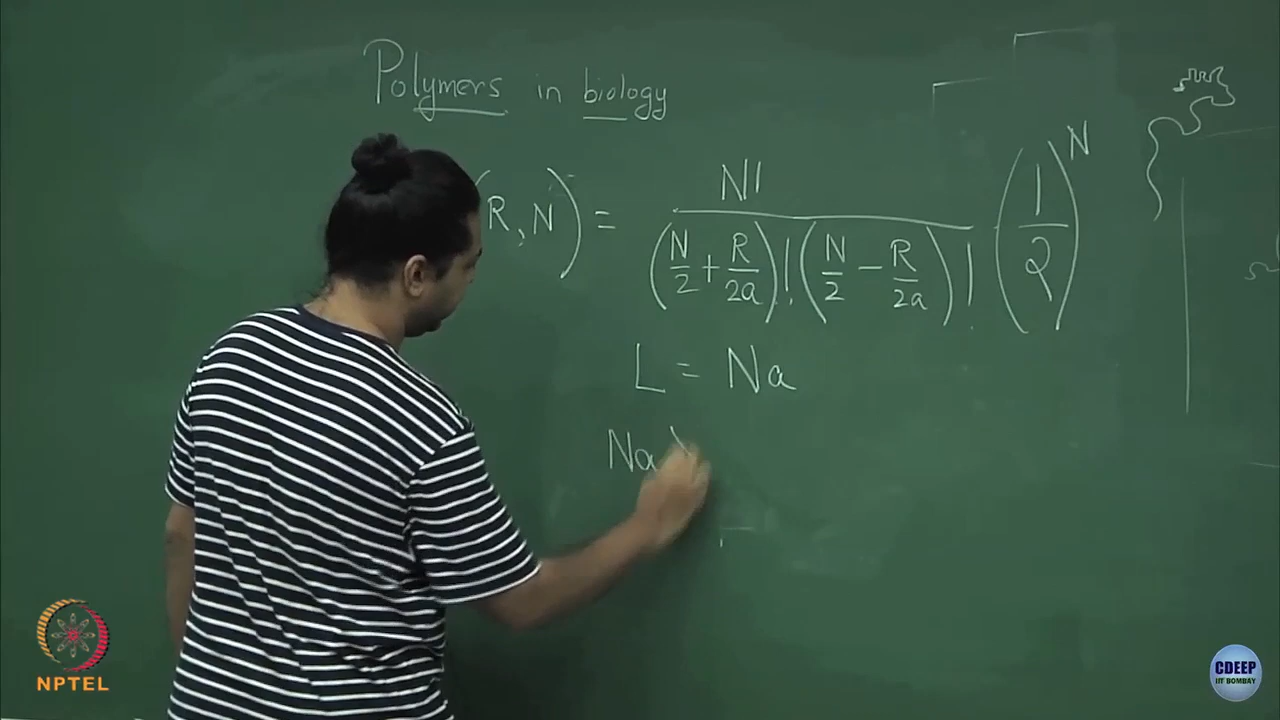 Polymers in biology
(R, N) = N! / (N/2 + R/2a)! (N/2 − R/2a)! (1/2)^N
L = Na
Na
NPTEL
CDEEP
IIT BOMBAY